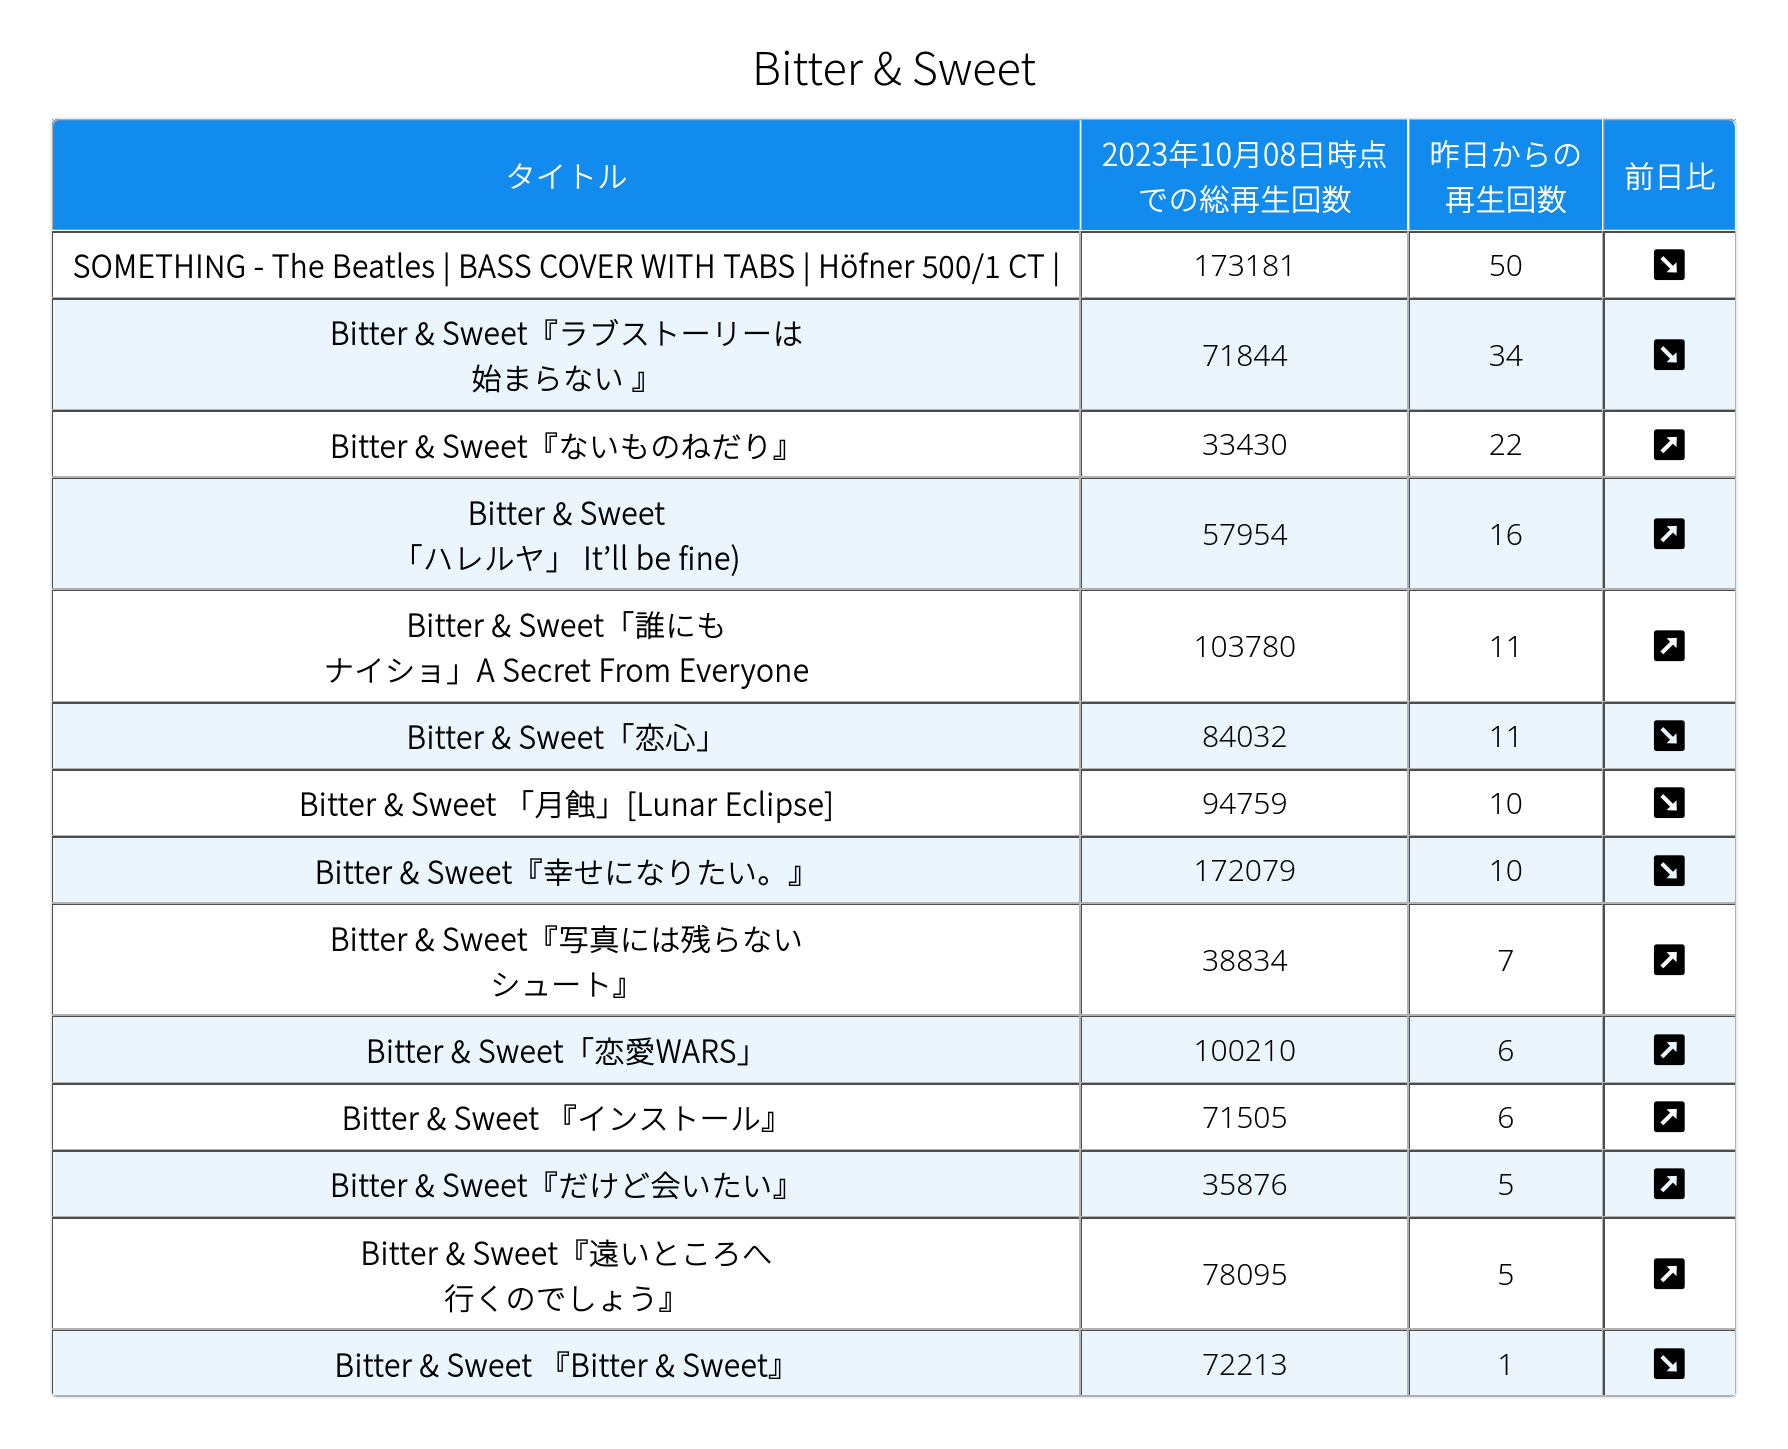 Bitter & Sweet
タイトル
2023年10月08日時点
での総再生回数
昨日からの
再生回数
前日比
SOMETHING - The Beatles | BASS COVER WITH TABS | Höfner 500/1 CT |
173181
50
Bitter & Sweet『ラブストーリーは
始まらない 』
71844
34
Bitter & Sweet『ないものねだり』
33430
22
Bitter & Sweet
「ハレルヤ」 It’ll be fine)
57954
16
Bitter & Sweet「誰にも
ナイショ」A Secret From Everyone
103780
11
Bitter & Sweet「恋心」
84032
11
Bitter & Sweet 「月蝕」[Lunar Eclipse]
94759
10
Bitter & Sweet『幸せになりたい。』
172079
10
Bitter & Sweet『写真には残らない
シュート』
38834
7
Bitter & Sweet「恋愛WARS」
100210
6
Bitter & Sweet 『インストール』
71505
6
Bitter & Sweet『だけど会いたい』
35876
5
Bitter & Sweet『遠いところへ
行くのでしょう』
78095
5
Bitter & Sweet 『Bitter & Sweet』
72213
1